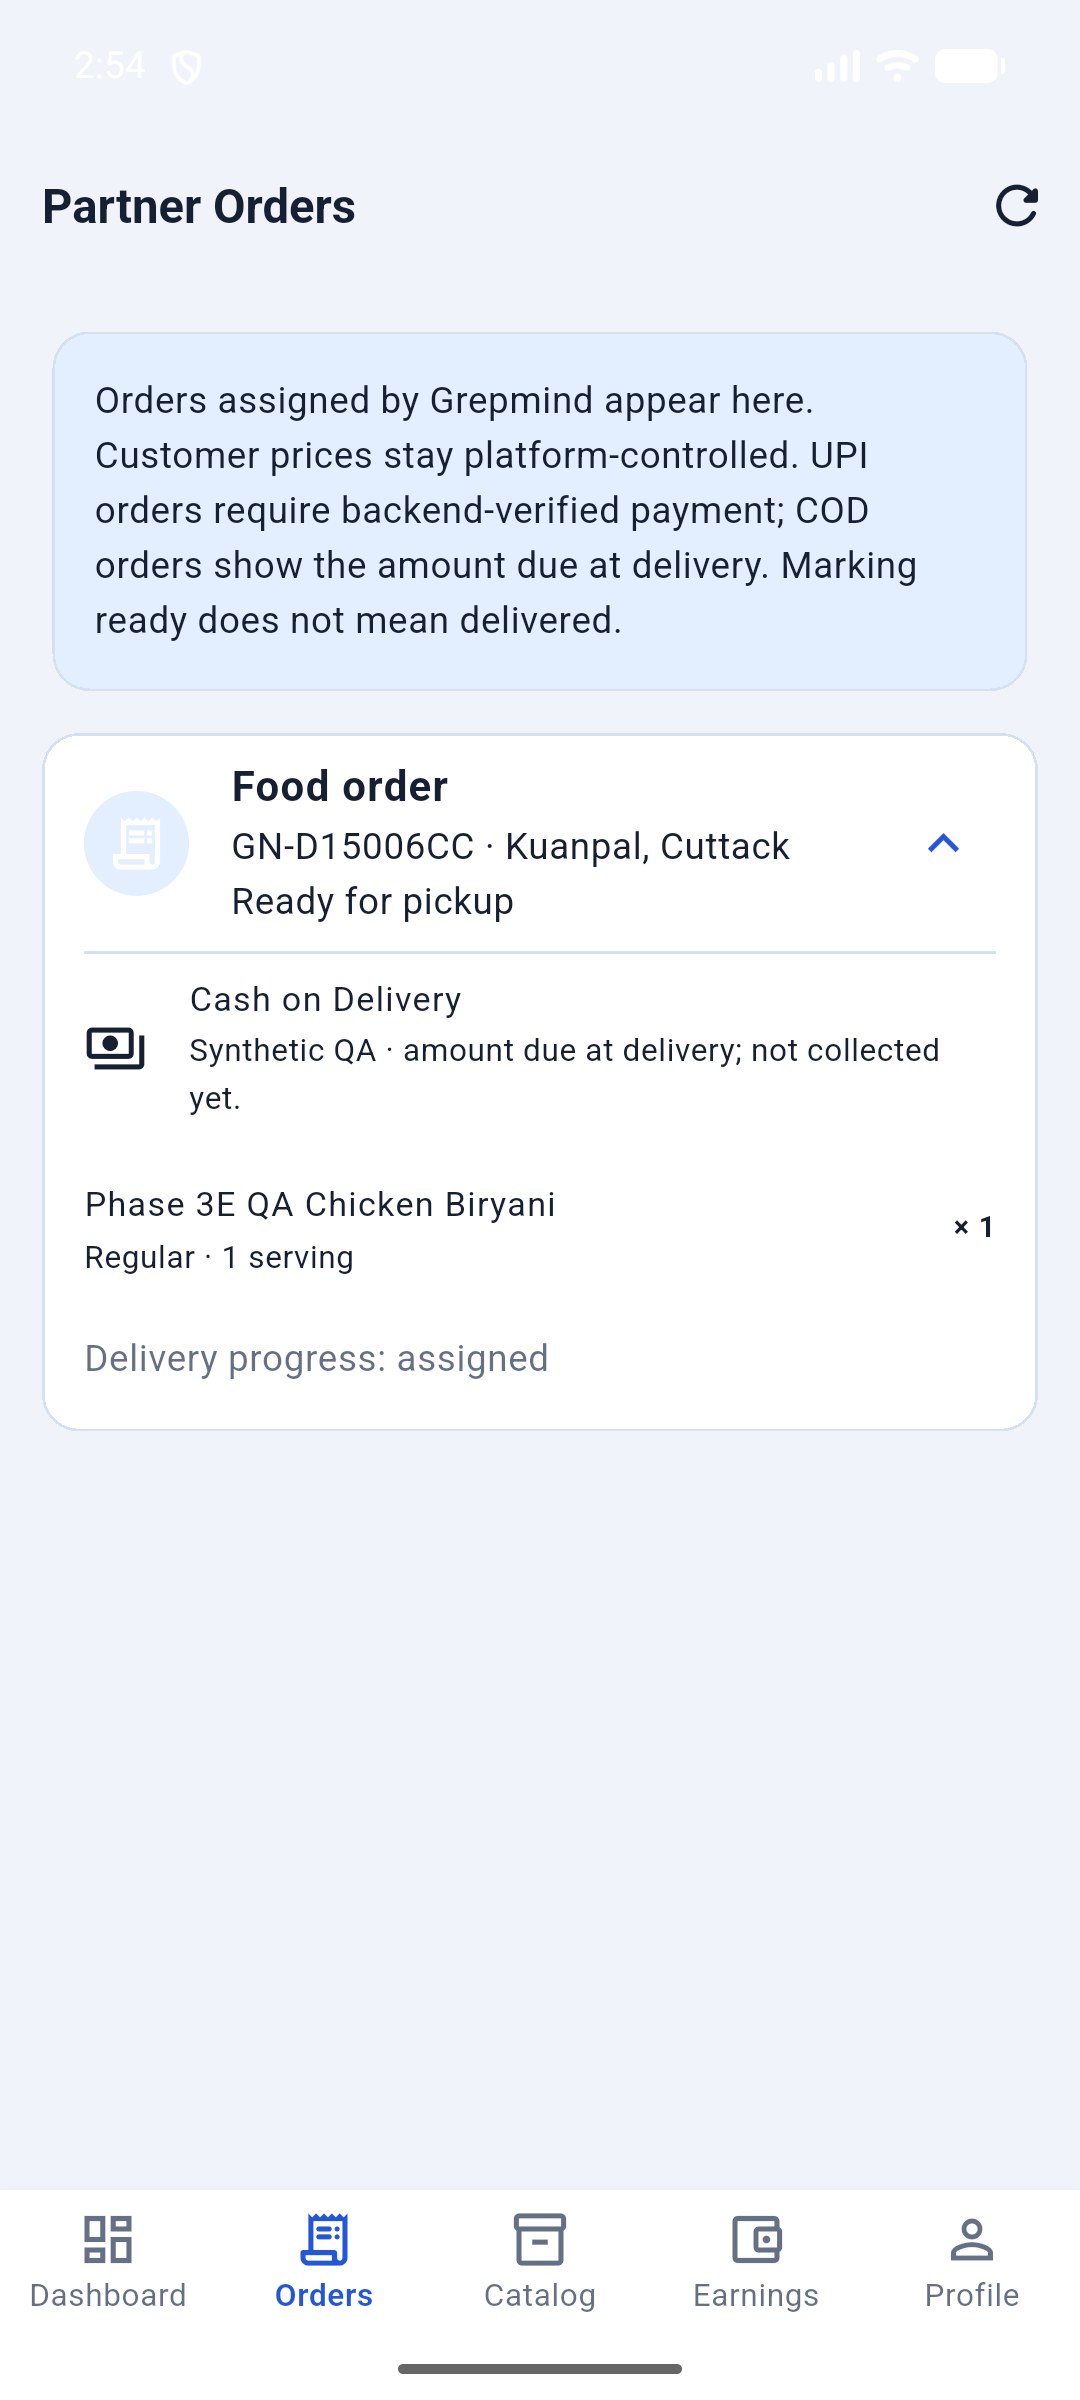 2:54
Partner Orders
Orders assigned by Grepmind appear here.
Customer prices stay platform-controlled. UPI
orders require backend-verified payment; COD
orders show the amount due at delivery. Marking
ready does not mean delivered.
Food order
GN-D15006CC · Kuanpal, Cuttack
Ready for pickup
Cash on Delivery
Synthetic QA · amount due at delivery; not collected
yet.
Phase 3E QA Chicken Biryani
× 1
Regular · 1 serving
Delivery progress: assigned
Dashboard
Orders
Catalog
Earnings
Profile